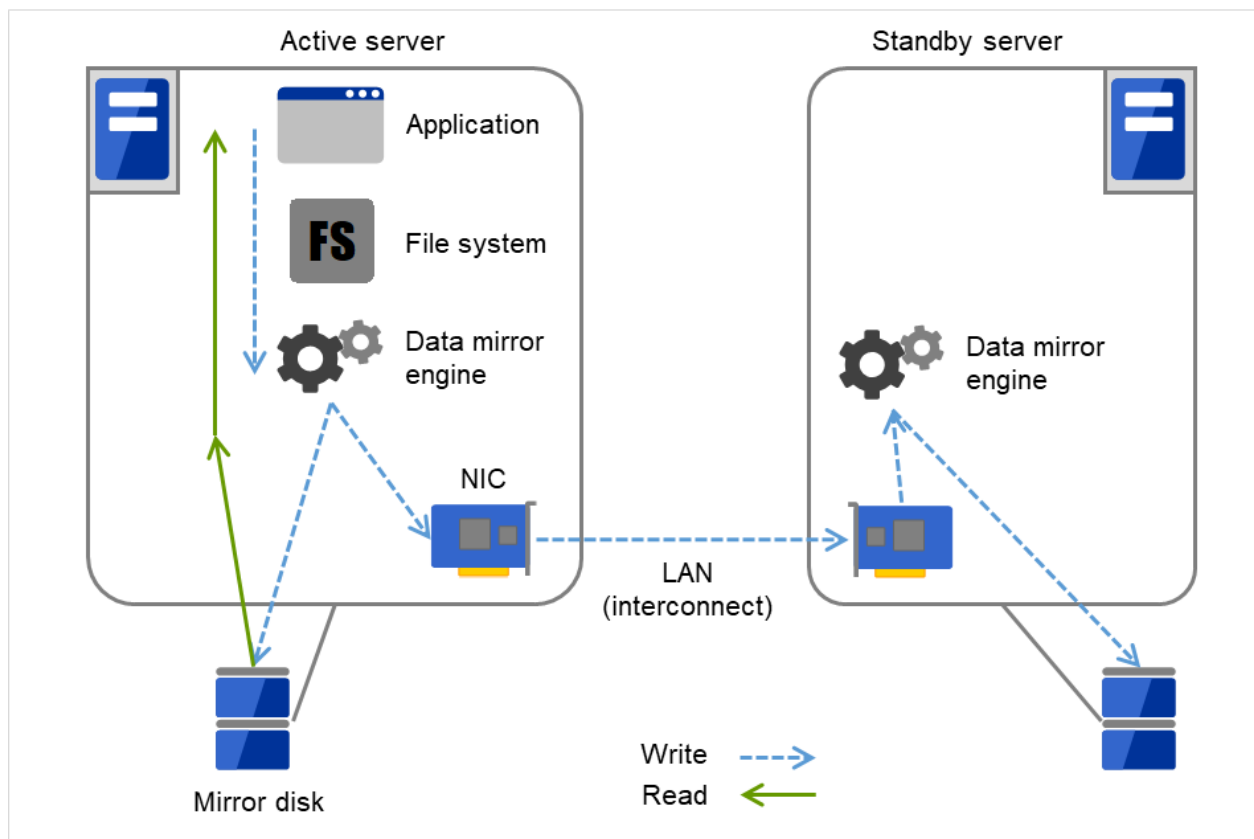 Active server
Standby server
Application
FS
File system
Data mirror
engine
Data mirror
engine
NIC
LAN
(interconnect)
Write
Read
Mirror disk